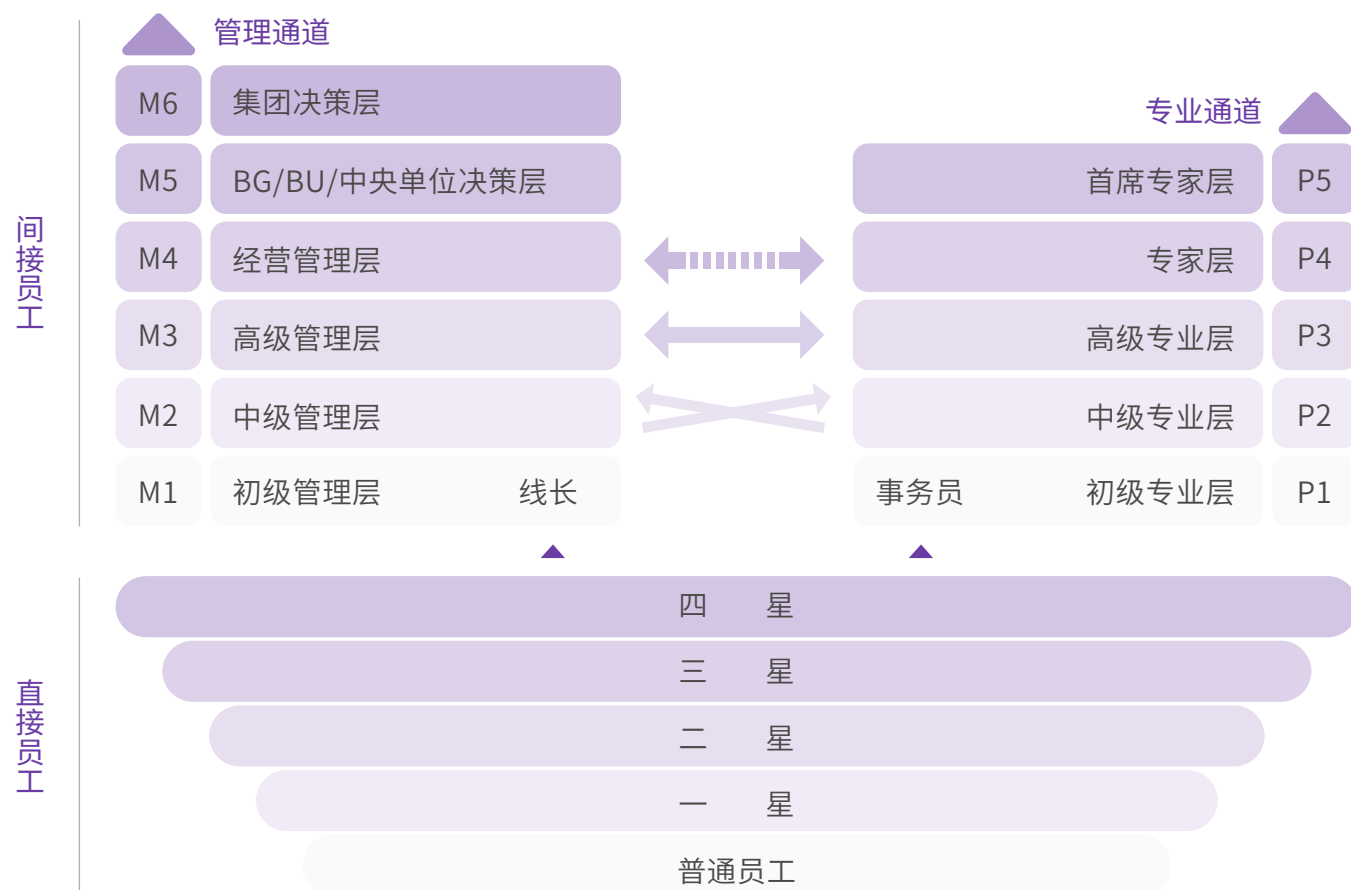 管理通道
M6 集团决策层
专业通道
M5 BG/BU/中央单位决策层 首席专家层 P5
M4 经营管理层 专家层 P4
M3 高级管理层 高级专业层 P3
M2 中级管理层 中级专业层 P2
M1 初级管理层 线长 事务员 初级专业层 P1
间接员工
四 星
三 星
二 星
一 星
普通员工
直接员工